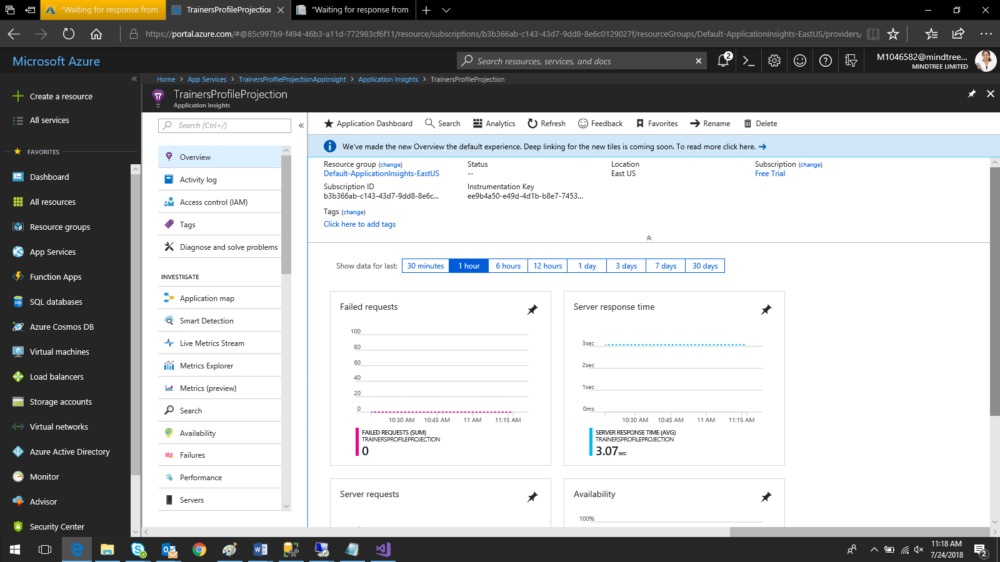 "Waiting for response from
TrainersProfileProjection
"Waiting for response from
https://portal.azure.com/#@85c997b9-f494-46b3-a11d-772983cf6f11/resource/subscriptions/b3b366ab-c143-43d7-9dd8-8e6c0129027f/resourceGroups/Default-ApplicationInsights-EastUS/providers/
Microsoft Azure
Search resources, services, and docs
2
M1046582@mindtree...
MINDTREE LIMITED
Home > App Services > TrainersProfileProjectionAppInsight > Application Insights > TrainersProfileProjection
TrainersProfileProjection
Application Insights
Create a resource
All services
FAVORITES
Dashboard
All resources
Resource groups
App Services
Function Apps
SQL databases
Azure Cosmos DB
Virtual machines
Load balancers
Storage accounts
Virtual networks
Azure Active Directory
Monitor
Advisor
Security Center
Search (Ctrl+/)
Overview
Activity log
Access control (IAM)
Tags
Diagnose and solve problems
INVESTIGATE
Application map
Smart Detection
Live Metrics Stream
Metrics Explorer
Metrics (preview)
Search
Availability
Failures
Performance
Servers
Application Dashboard
Search
Analytics
Refresh
Feedback
Favorites
Rename
Delete
We've made the new Overview the default experience. Deep linking for the new tiles is coming soon. To read more click here.
Resource group (change)
Default-ApplicationInsights-EastUS
Status
--
Location
East US
Subscription (change)
Free Trial
Subscription ID
b3b366ab-c143-43d7-9dd8-8e6c...
Instrumentation Key
ee9b4a50-e49d-4d1b-b8e7-7453...
Tags (change)
Click here to add tags
Show data for last:
30 minutes
1 hour
6 hours
12 hours
1 day
3 days
7 days
30 days
Failed requests
100
80
60
40
20
0
10:30 AM 10:45 AM 11 AM 11:15 AM
FAILED REQUESTS (SUM)
TRAINERSPROFILEPROJECTION
0
Server response time
3sec
2sec
1sec
0ms
10:30 AM 10:45 AM 11 AM 11:15 AM
SERVER RESPONSE TIME (AVG)
TRAINERSPROFILEPROJECTION
3.07sec
Server requests
Availability
100%
11:18 AM
7/24/2018
2